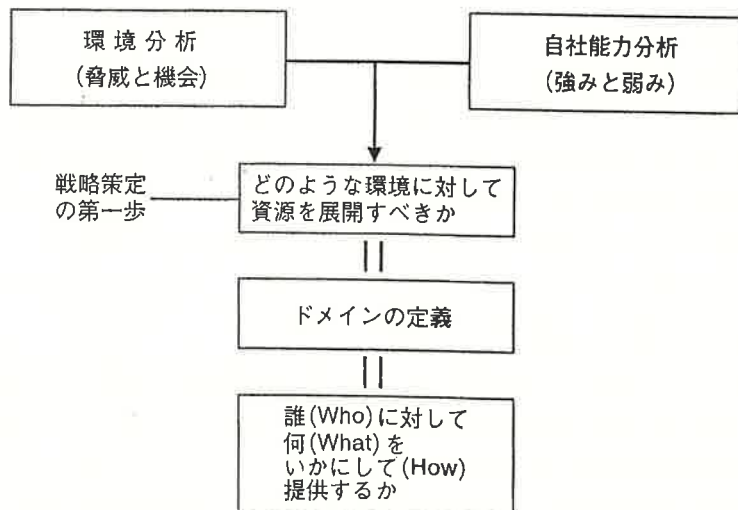 環境分析
(脅威と機会)
自社能力分析
(強みと弱み)
戦略策定
の第一歩
どのような環境に対して
資源を展開すべきか
ドメインの定義
誰(Who)に対して
何(What)を
いかにして(How)
提供するか